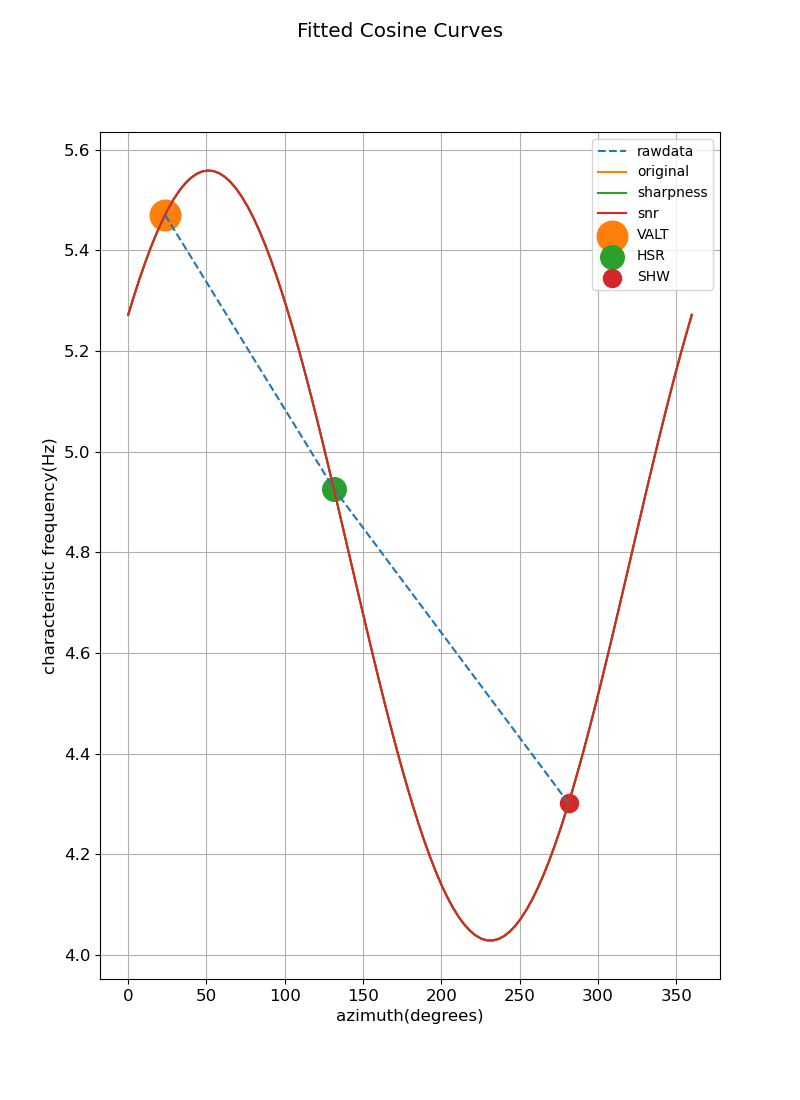 Fitted Cosine Curves
5.6
5.4
5.2
5.0
4.8
4.6
4.4
4.2
4.0
characteristic frequency(Hz)
rawdata
original
sharpness
snr
VALT
HSR
SHW
0 50 100 150 200 250 300 350
azimuth(degrees)